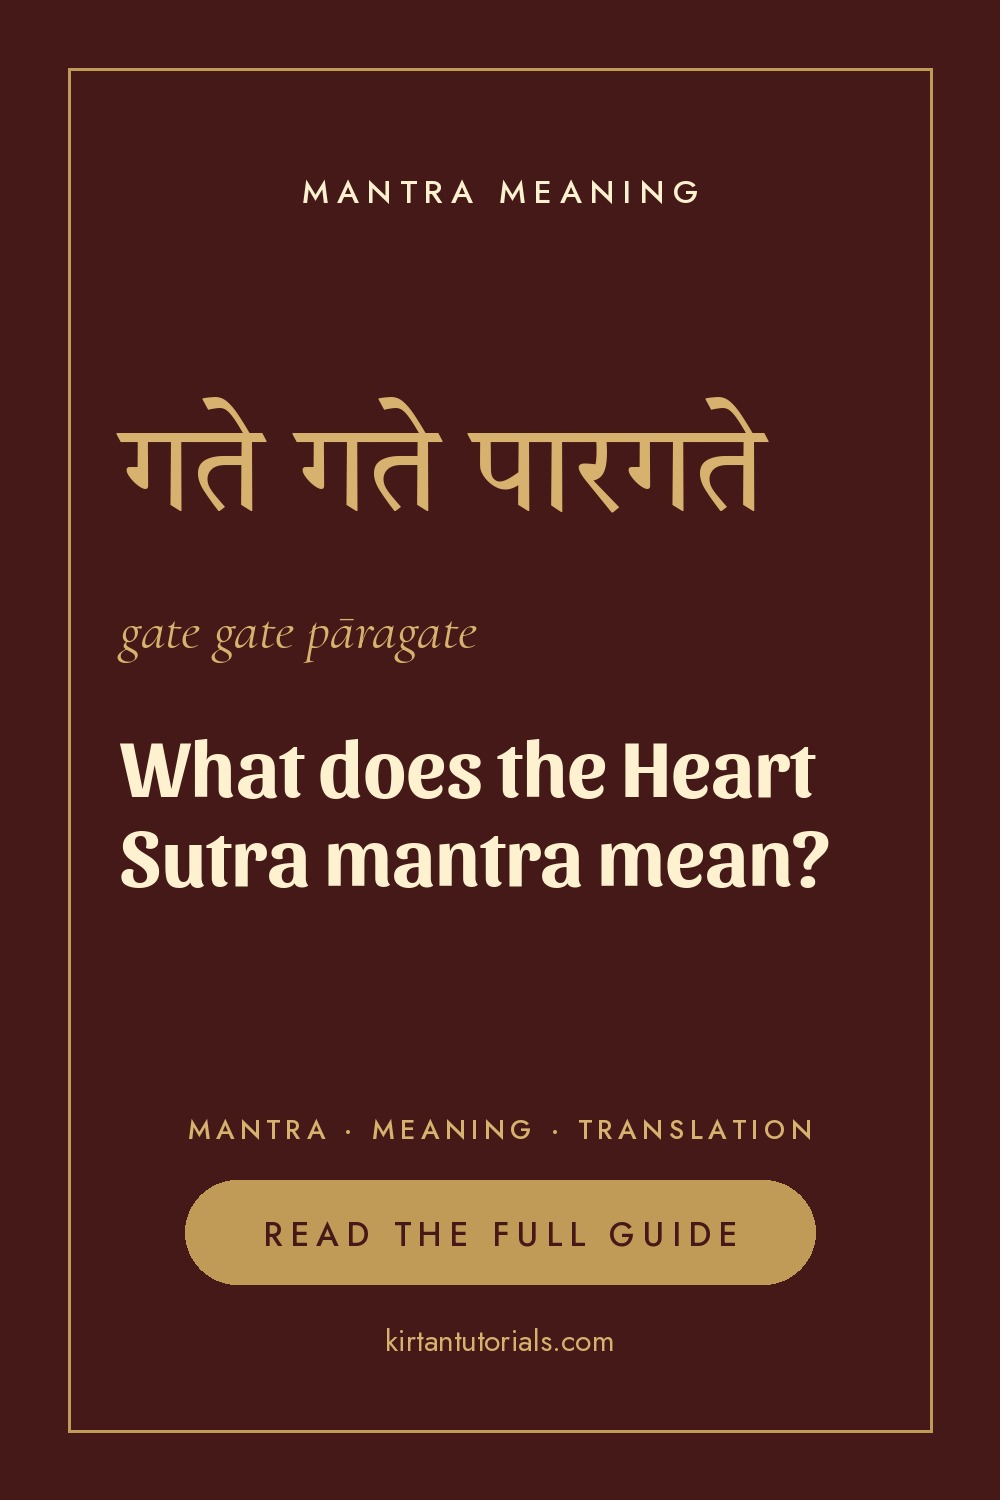 MANTRA MEANING
गते गते पारगते
gate gate pāragate
What does the Heart
Sutra mantra mean?
MANTRA · MEANING · TRANSLATION
READ THE FULL GUIDE
kirtantutorials.com